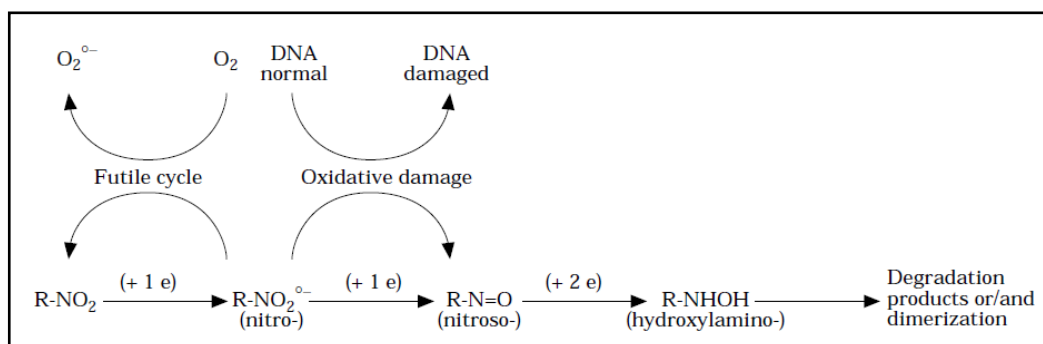 O₂°⁻ O₂ DNA DNA
normal damaged
Futile cycle Oxidative damage
(+ 1 e) (+ 1 e) (+ 2 e)
R-NO₂ R-NO₂°⁻ R-N=O R-NHOH Degradation
(nitro-) (nitroso-) (hydroxylamino-) products or/and
dimerization